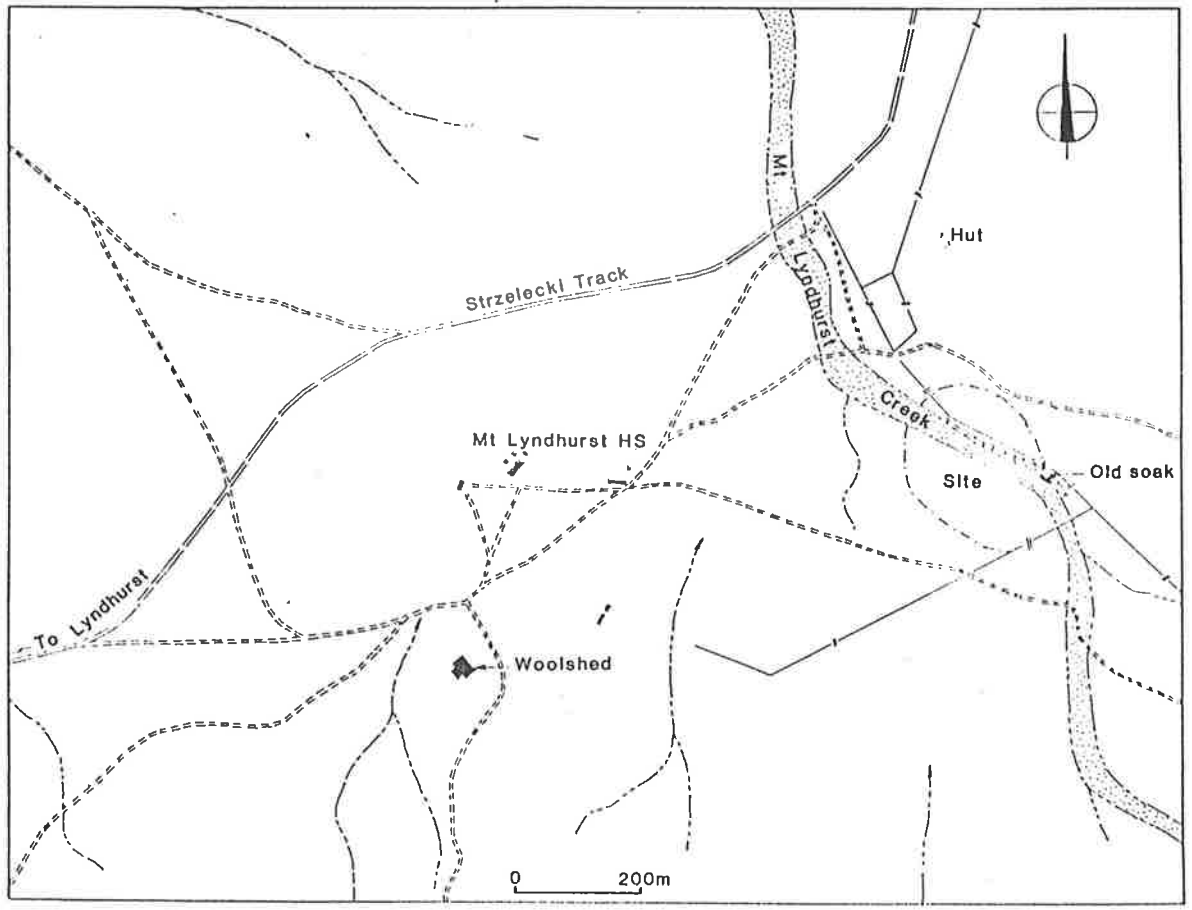 Mt
Lyndhurst
Creek
Hut
Strzelecki Track
Mt Lyndhurst HS
Old soak
Site
To Lyndhurst
Woolshed
0 200m